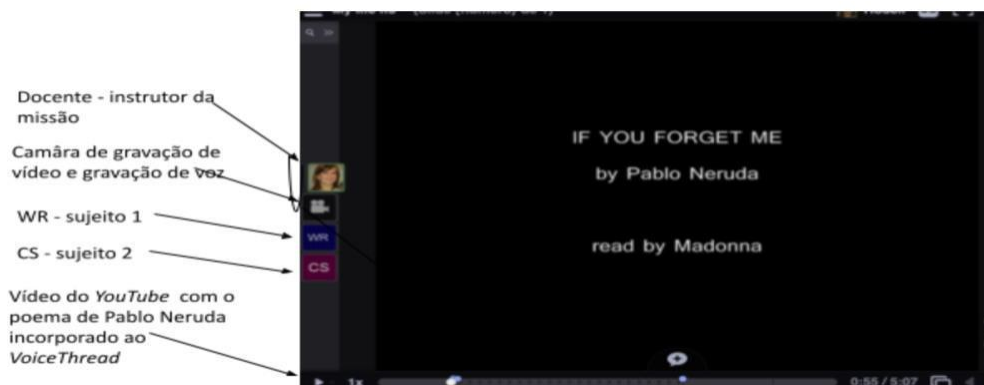 Docente - instrutor da
missão
Camâra de gravação de
vídeo e gravação de voz
WR - sujeito 1
CS - sujeito 2
Vídeo do YouTube com o
poema de Pablo Neruda
incorporado ao
VoiceThread
WR
CS
IF YOU FORGET ME
by Pablo Neruda
read by Madonna
1x
0:55 / 5:07